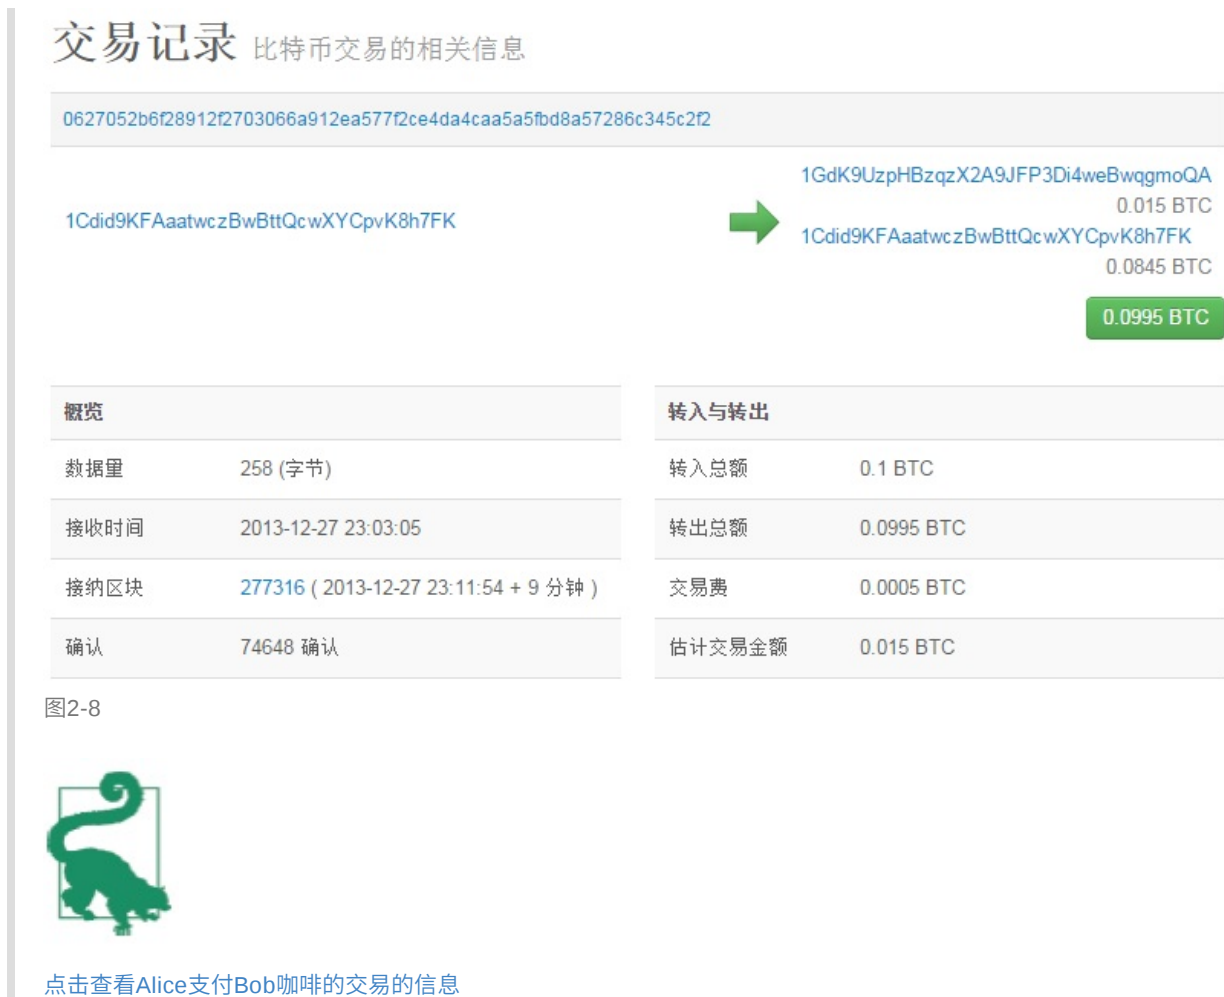 交易记录 比特币交易的相关信息
0627052b6f28912f2703066a912ea577f2ce4da4caa5a5fbd8a57286c345c2f2
1GdK9UzpHBzqzX2A9JFP3Di4weBwqgmoQA
0.015 BTC
1Cdid9KFAaatwczBwBttQcwXYCpvK8h7FK
1Cdid9KFAaatwczBwBttQcwXYCpvK8h7FK
0.0845 BTC
0.0995 BTC
概览
数据量 258 (字节)
接收时间 2013-12-27 23:03:05
接纳区块 277316 ( 2013-12-27 23:11:54 + 9 分钟 )
确认 74648 确认
转入与转出
转入总额 0.1 BTC
转出总额 0.0995 BTC
交易费 0.0005 BTC
估计交易金额 0.015 BTC
图2-8
点击查看Alice支付Bob咖啡的交易的信息